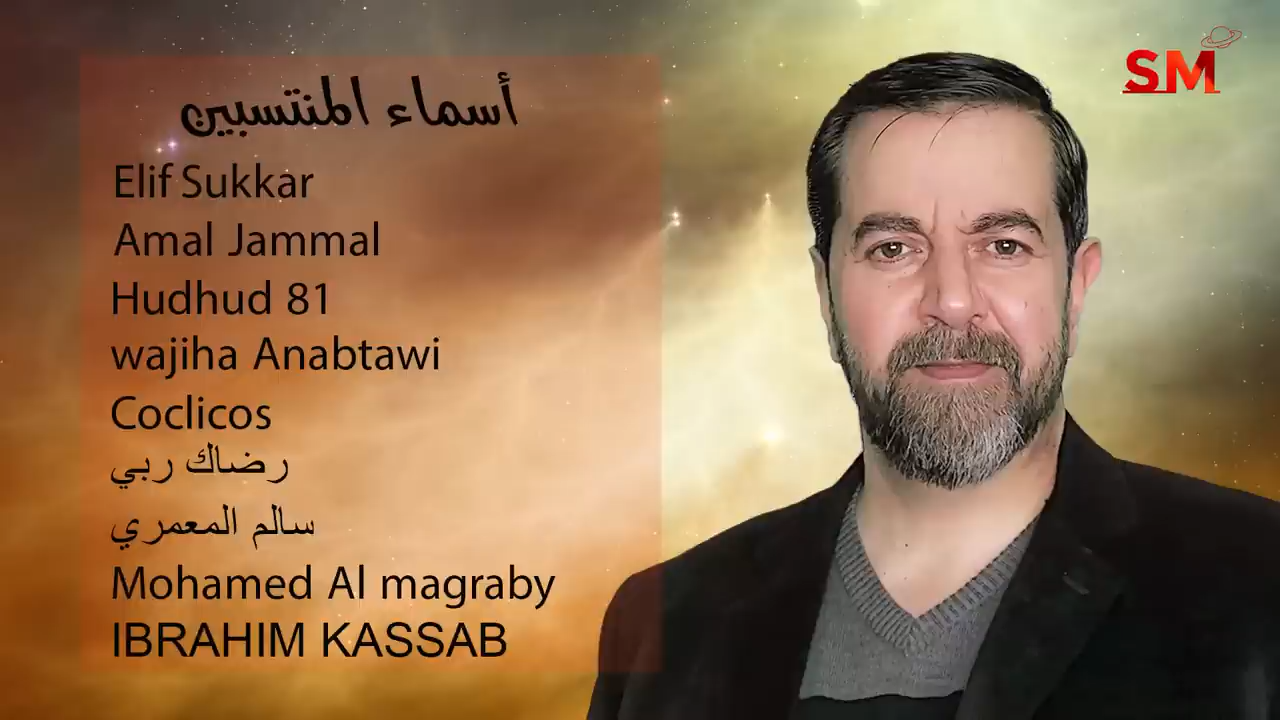 SM
أسماء المنتسبين
Elif Sukkar
Amal Jammal
Hudhud 81
wajiha Anabtawi
Coclicos
رضاك ربي
سالم المعمري
Mohamed Al magraby
IBRAHIM KASSAB